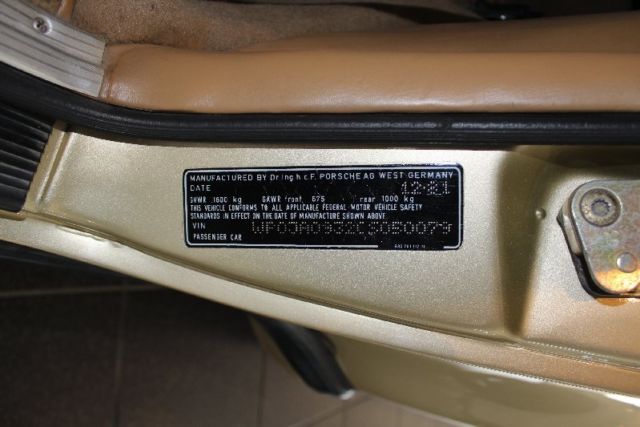 MANUFACTURED BY Dr Ing h c F. PORSCHE AG WEST GERMANY
DATE 12-81
GVWR 1600 kg GAWR front 675 rear 1000 kg
THIS VEHICLE CONFORMS TO ALL APPLICABLE FEDERAL MOTOR VEHICLE SAFETY
STANDARDS IN EFFECT ON THE DATE OF MANUFACTURE SHOWN ABOVE
VIN WP0JA0932CS050079
PASSENGER CAR